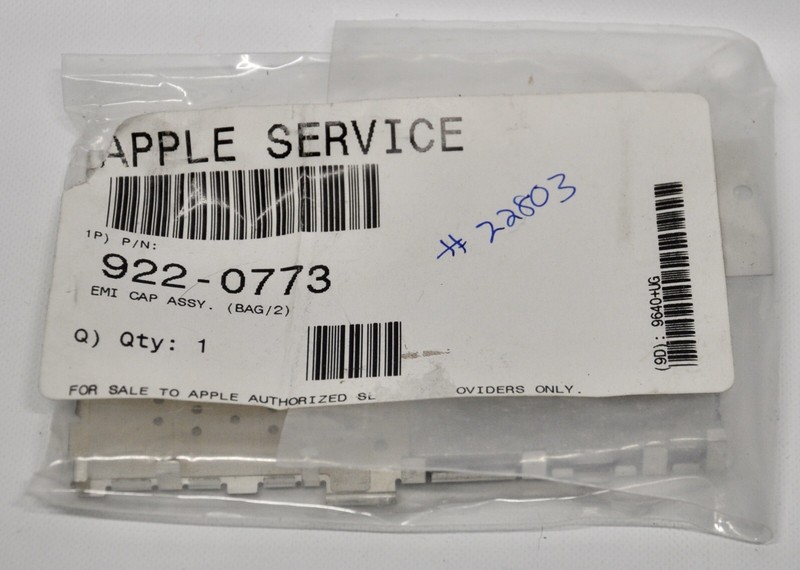 APPLE SERVICE
1P) P/N:
922-0773
EMI CAP ASSY. (BAG/2)
Q) Qty: 1
FOR SALE TO APPLE AUTHORIZED OVIDERS ONLY.
# 22803
(9D): 9640+UG